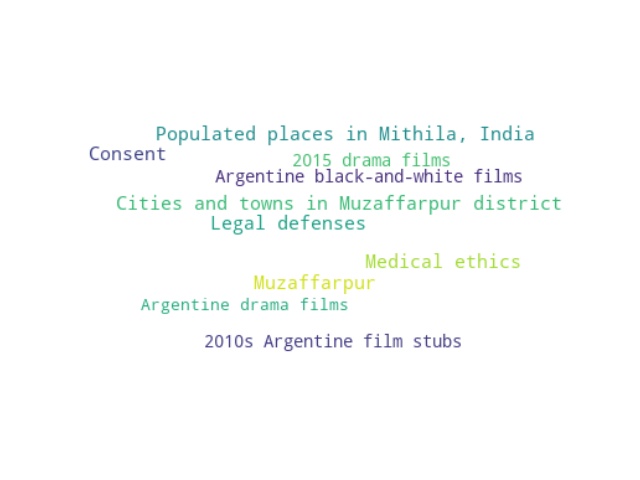 Populated places in Mithila, India
Consent
2015 drama films
Argentine black-and-white films
Cities and towns in Muzaffarpur district
Legal defenses
Medical ethics
Muzaffarpur
Argentine drama films
2010s Argentine film stubs